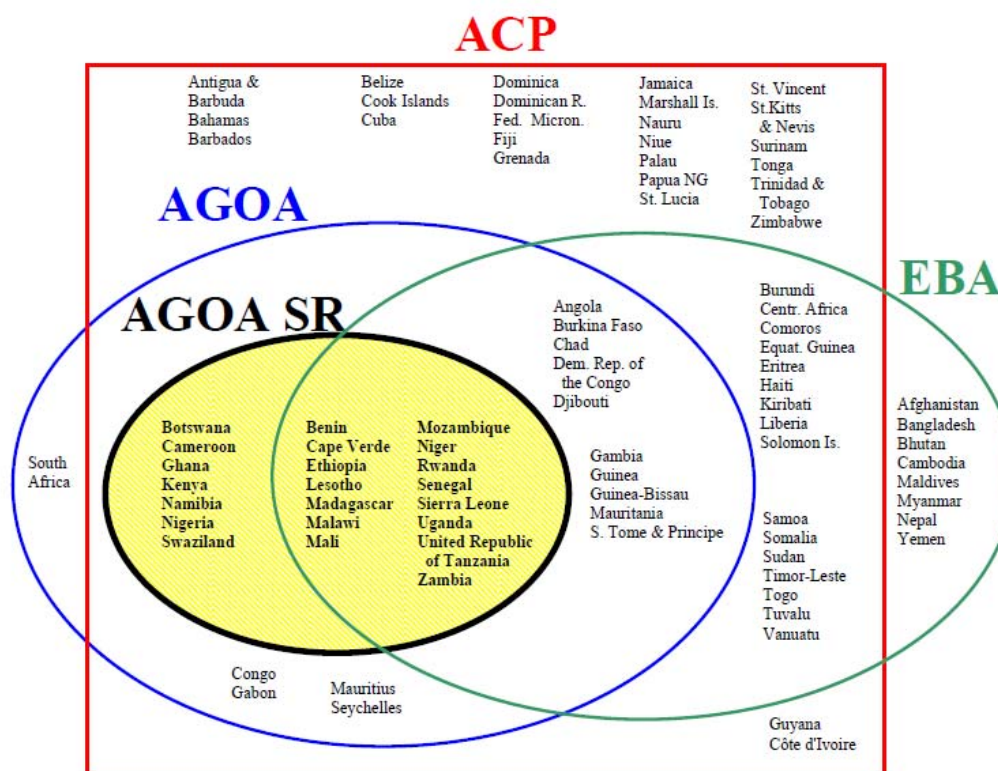 ACP
Antigua &
Barbuda
Bahamas
Barbados
Belize
Cook Islands
Cuba
Dominica
Dominican R.
Fed. Micron.
Fiji
Grenada
Jamaica
Marshall Is.
Nauru
Niue
Palau
Papua NG
St. Lucia
St. Vincent
St.Kitts
& Nevis
Surinam
Tonga
Trinidad &
Tobago
Zimbabwe
AGOA
EBA
AGOA SR
Angola
Burkina Faso
Chad
Dem. Rep. of
the Congo
Djibouti
Burundi
Centr. Africa
Comoros
Equat. Guinea
Eritrea
Haiti
Kiribati
Liberia
Solomon Is.
South
Africa
Botswana
Cameroon
Ghana
Kenya
Namibia
Nigeria
Swaziland
Benin
Cape Verde
Ethiopia
Lesotho
Madagascar
Malawi
Mali
Mozambique
Niger
Rwanda
Senegal
Sierra Leone
Uganda
United Republic
of Tanzania
Zambia
Gambia
Guinea
Guinea-Bissau
Mauritania
S. Tome & Principe
Afghanistan
Bangladesh
Bhutan
Cambodia
Maldives
Myanmar
Nepal
Yemen
Samoa
Somalia
Sudan
Timor-Leste
Togo
Tuvalu
Vanuatu
Congo
Gabon
Mauritius
Seychelles
Guyana
Côte d'Ivoire